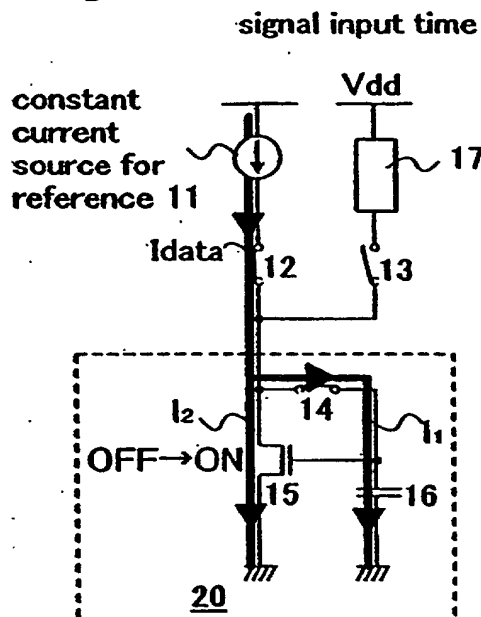 signal input time
constant
current
source for
reference 11
Vdd
17
Idata
12
13
14
I2
I1
OFF→ON
15
16
20